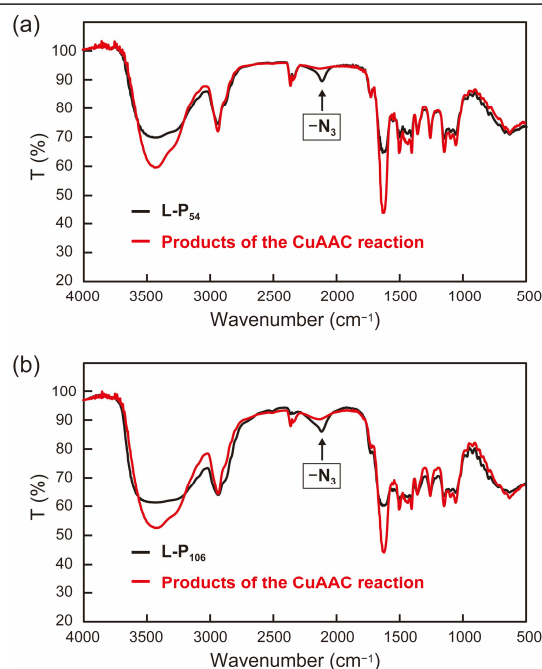 (a)
100
90
80
70
60
50
40
30
20
T (%)
–N₃
L-P₅₄
Products of the CuAAC reaction
4000 3500 3000 2500 2000 1500 1000 500
Wavenumber (cm⁻¹)
(b)
100
90
80
70
60
50
40
30
20
T (%)
–N₃
L-P₁₀₆
Products of the CuAAC reaction
4000 3500 3000 2500 2000 1500 1000 500
Wavenumber (cm⁻¹)